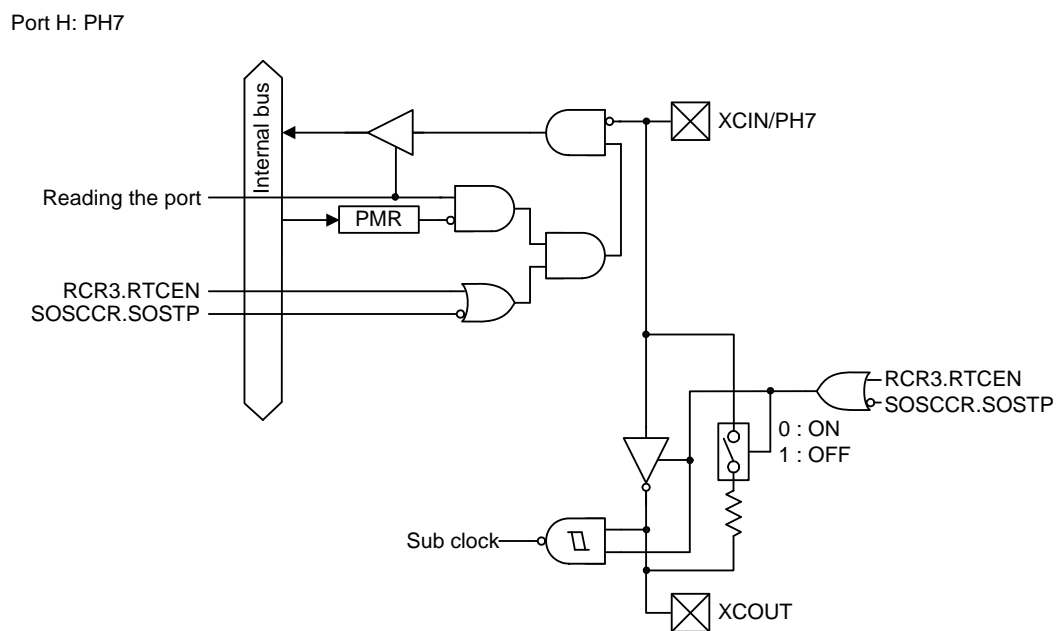 Port H: PH7
Internal bus
XCIN/PH7
Reading the port
PMR
RCR3.RTCEN
SOSCCR.SOSTP
RCR3.RTCEN
SOSCCR.SOSTP
0 : ON
1 : OFF
Sub clock
XCOUT